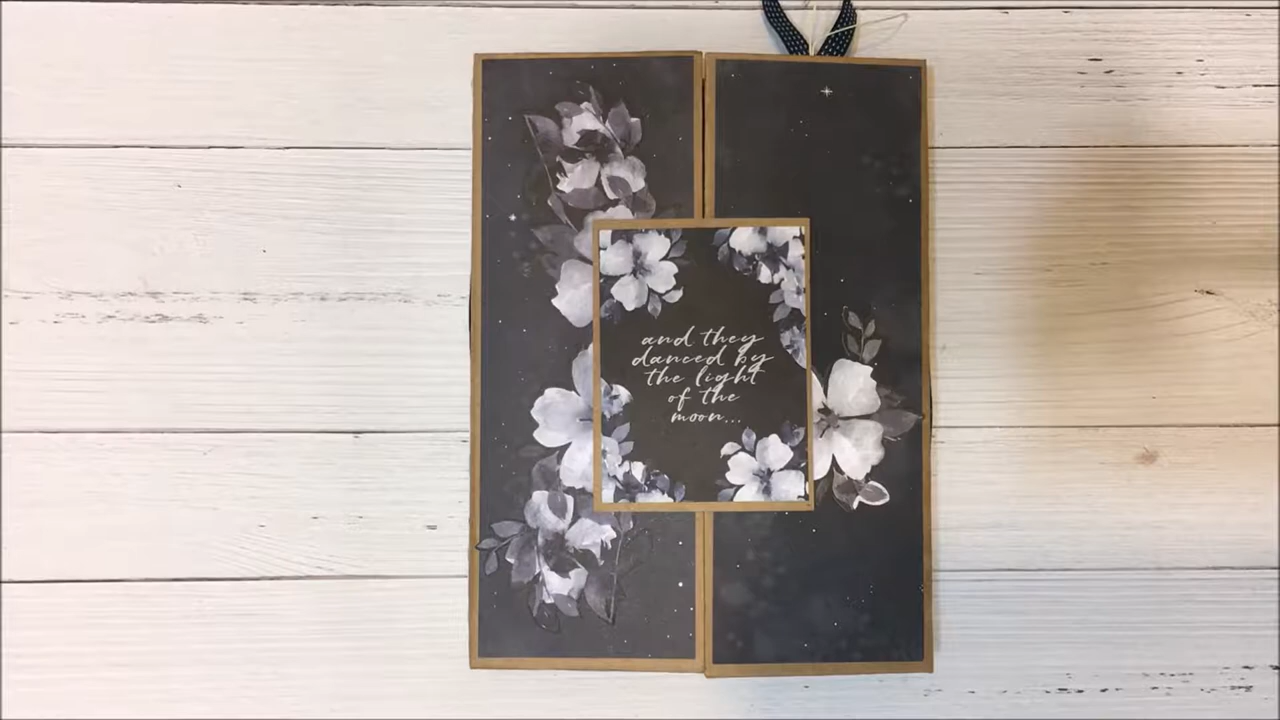 and they
danced by
the light
of the
moon...